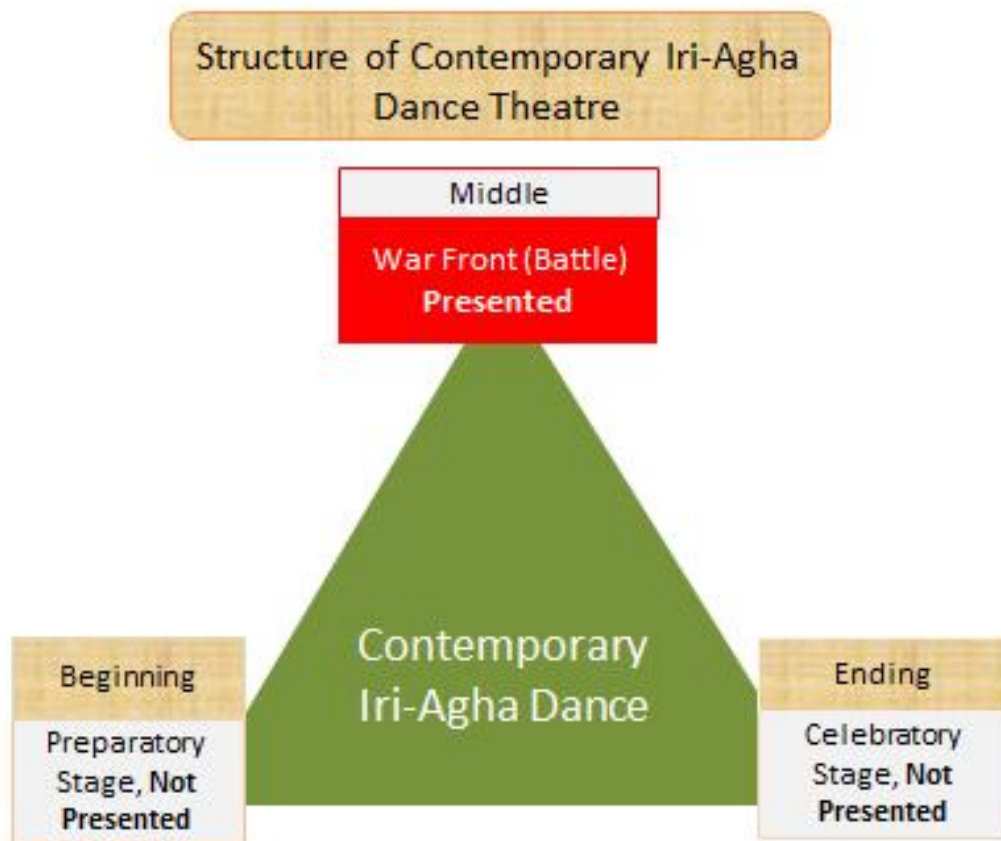 Structure of Contemporary Iri-Agha
Dance Theatre
Middle
War Front (Battle)
Presented
Contemporary
Iri-Agha Dance
Beginning
Preparatory
Stage, Not
Presented
Ending
Celebratory
Stage, Not
Presented